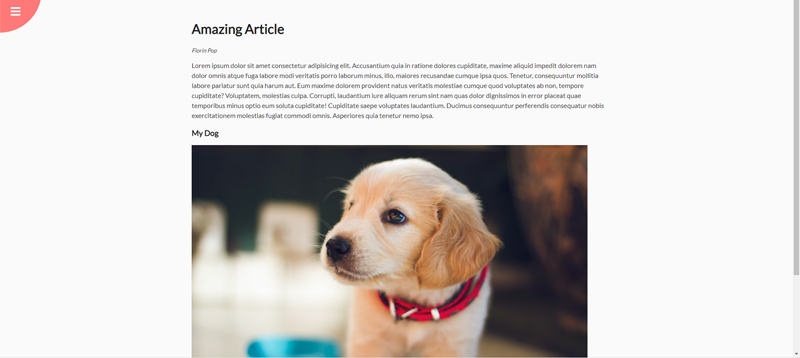 Amazing Article
Florin Pop
Lorem ipsum dolor sit amet consectetur adipisicing elit. Accusantium quia in ratione dolores cupiditate, maxime aliquid impedit dolorem nam
dolor omnis atque fuga labore modi veritatis porro laborum minus, illo, maiores recusandae cumque ipsa quos. Tenetur, consequuntur mollitia
labore pariatur sunt quia harum aut. Eum maxime dolorem provident natus veritatis molestiae cumque quod voluptates ab non, tempore
cupiditate? Voluptatem, molestias culpa. Corrupti, laudantium iure aliquam rerum sint nam quas dolor dignissimos in error placeat quae
temporibus minus optio eum soluta cupiditate! Cupiditate saepe voluptates laudantium. Ducimus consequuntur perferendis consequatur nobis
exercitationem molestias fugiat commodi omnis. Asperiores quia tenetur nemo ipsa.
My Dog